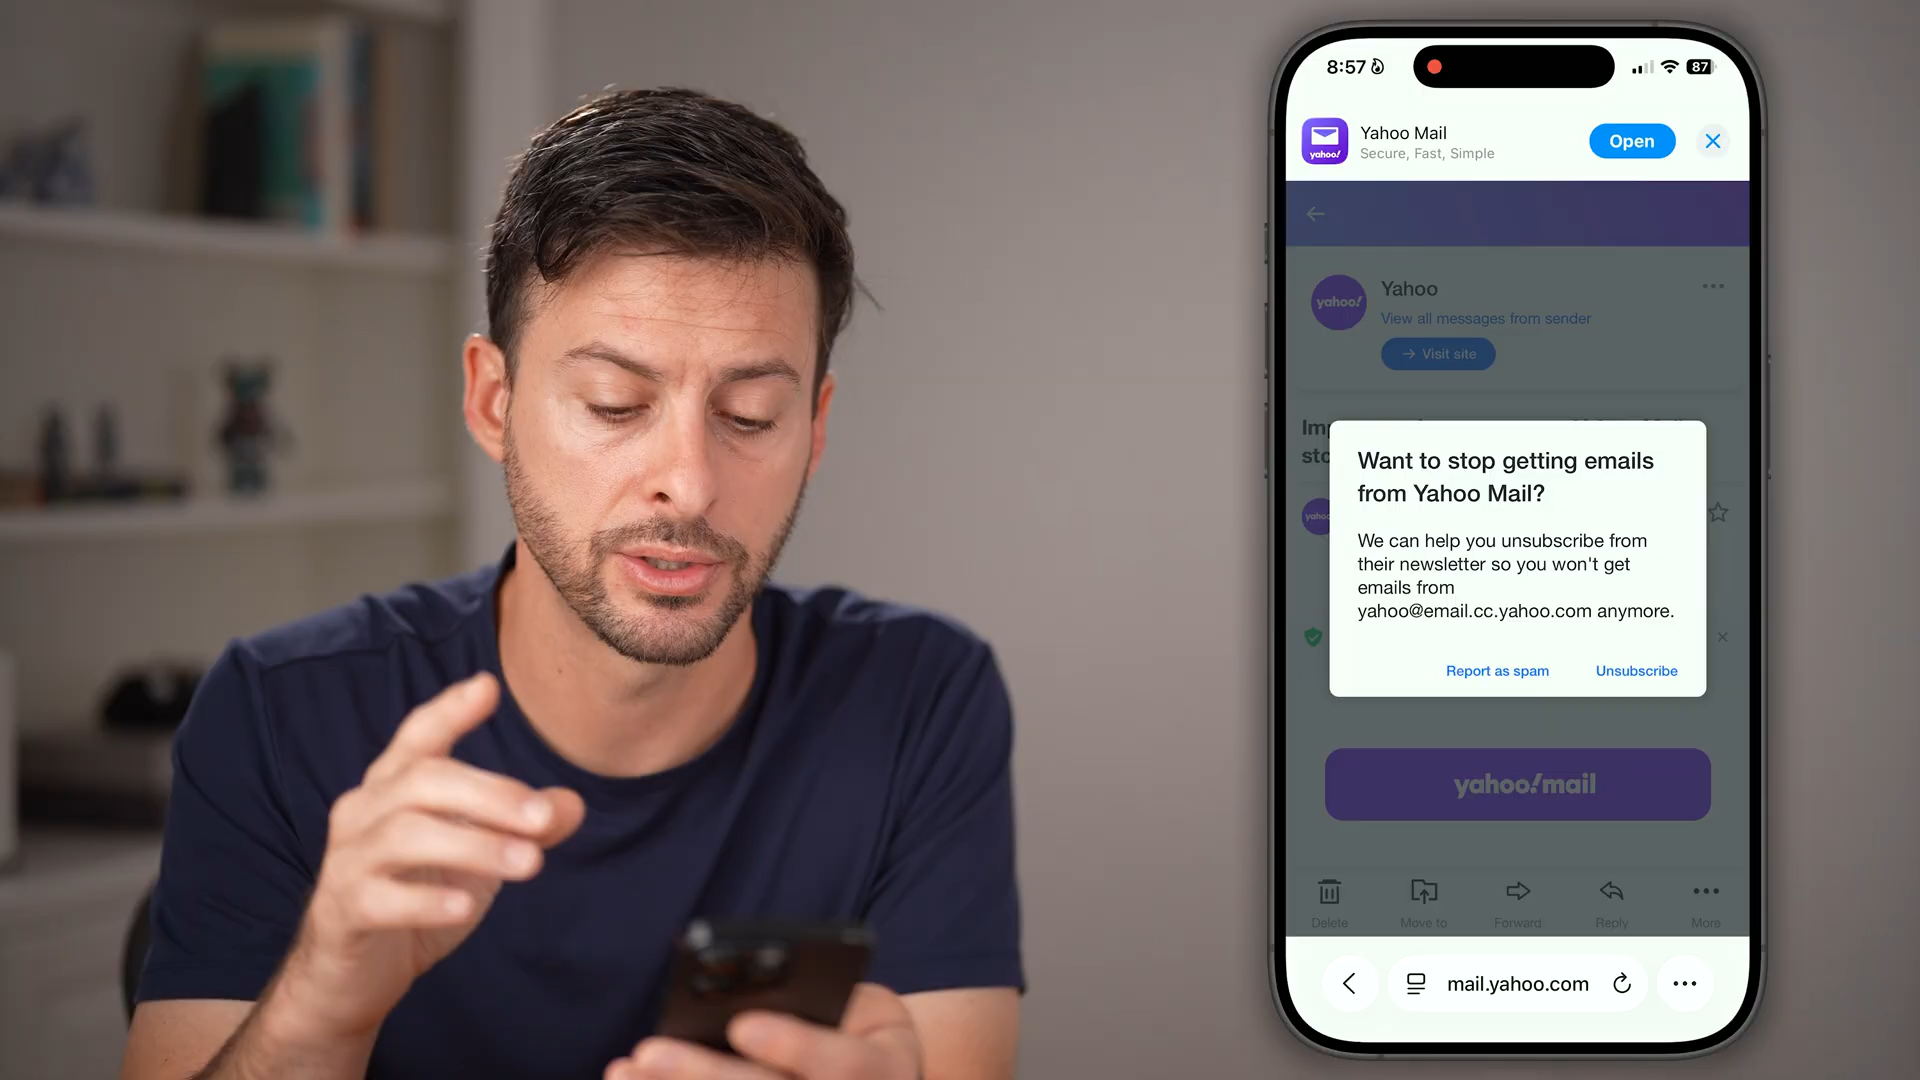 8:57
87
Yahoo Mail
Secure, Fast, Simple
Open
yahoo!
yahoo!
Yahoo
View all messages from sender
Visit site
Want to stop getting emails
from Yahoo Mail?
We can help you unsubscribe from
their newsletter so you won't get
emails from
yahoo@email.cc.yahoo.com anymore.
Report as spam
Unsubscribe
yahoo!mail
Delete
Move to
Forward
Reply
More
mail.yahoo.com